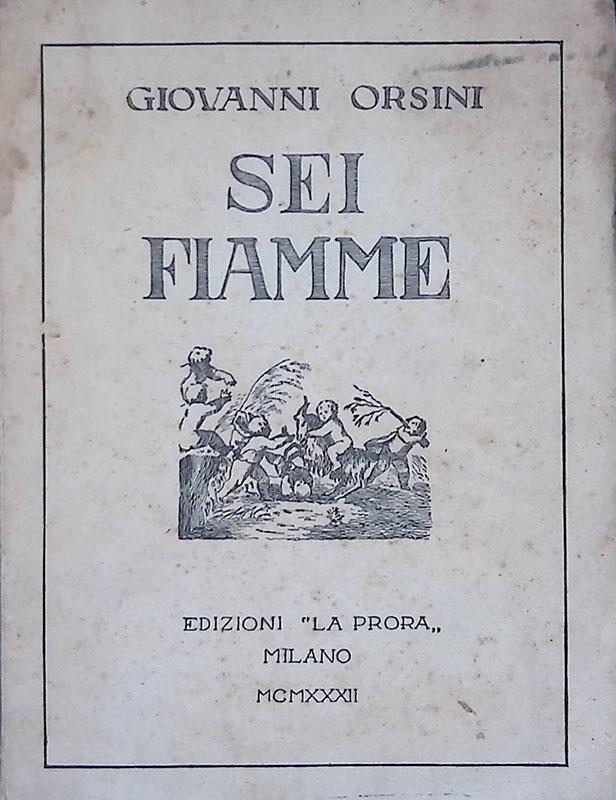 GIOVANNI ORSINI
SEI
FIAMME
EDIZIONI "LA PRORA„
MILANO
MCMXXXII